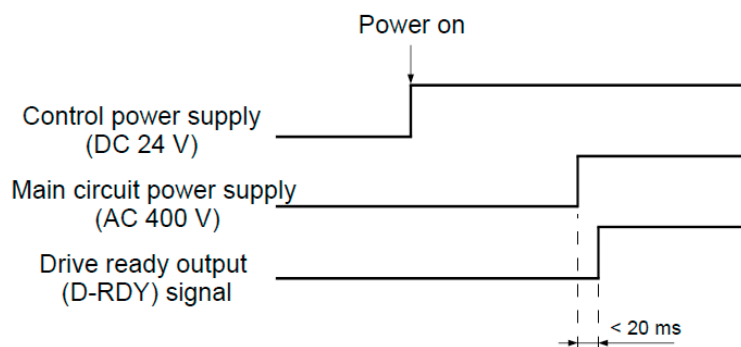 Power on
Control power supply
(DC 24 V)
Main circuit power supply
(AC 400 V)
Drive ready output
(D-RDY) signal
< 20 ms